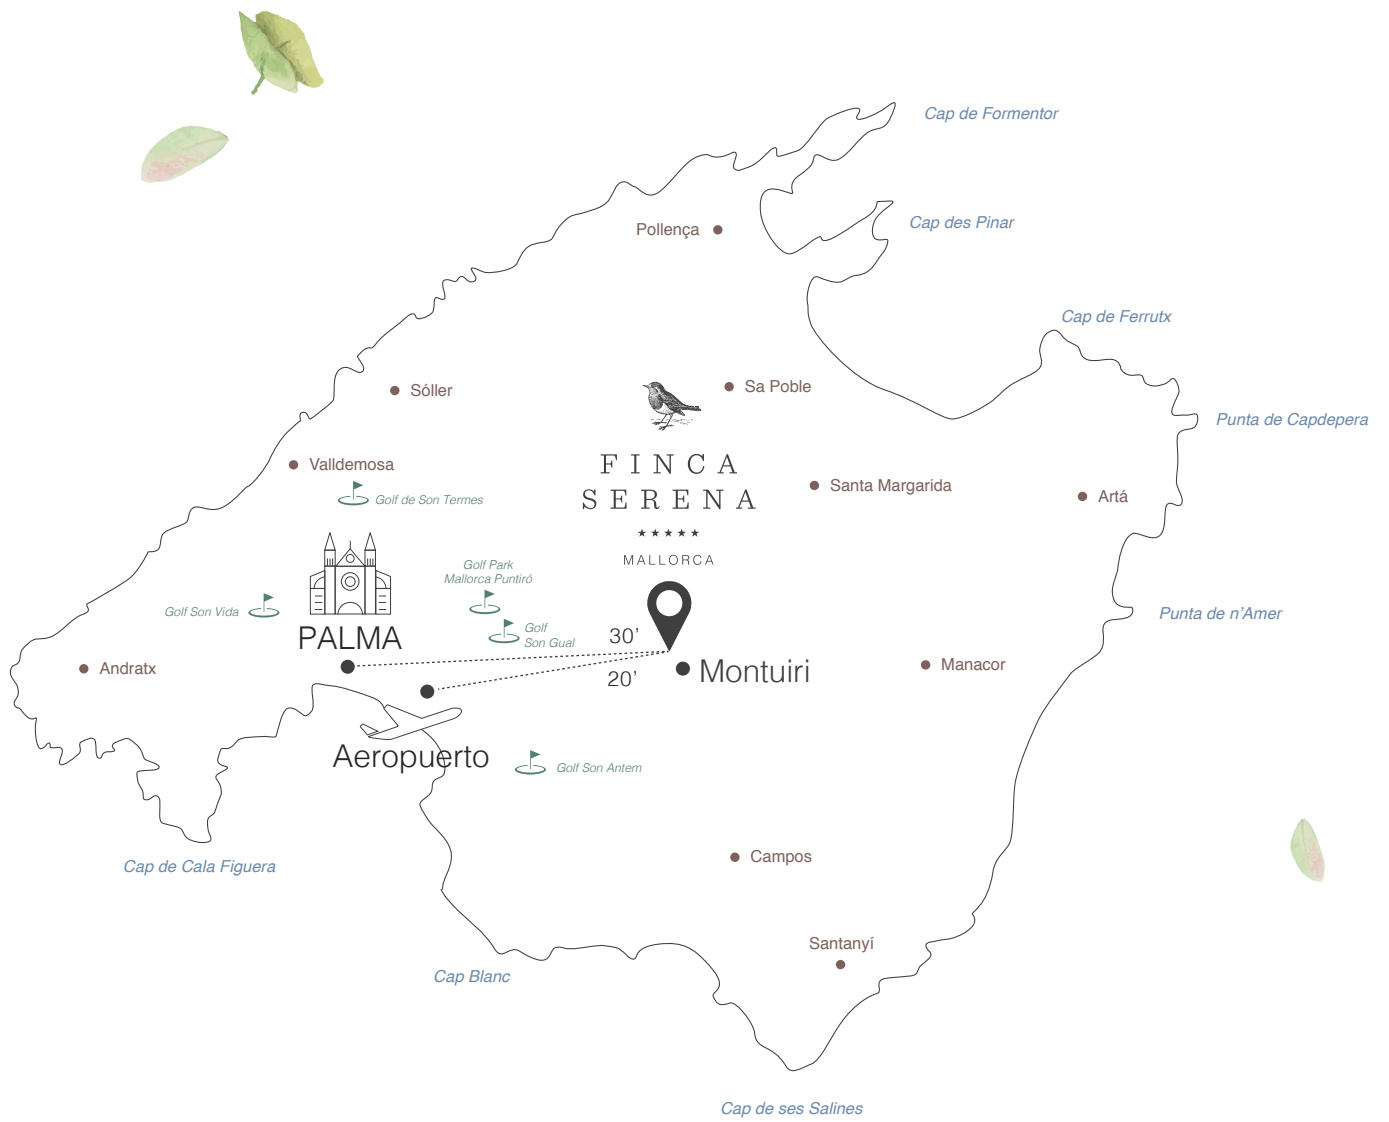 Cap de Formentor
Cap des Pinar
Pollença
Cap de Ferrutx
Sóller
Sa Poble
Punta de Capdepera
FINCA
SERENA
★★★★★
MALLORCA
Valldemosa
Golf de Son Termes
Santa Margarida
Artá
Golf Park
Mallorca Puntiró
Golf Son Vida
Golf
Son Gual
Punta de n'Amer
PALMA
30'
20'
Andratx
Montuiri
Manacor
Aeropuerto
Golf Son Antem
Cap de Cala Figuera
Campos
Santanyí
Cap Blanc
Cap de ses Salines